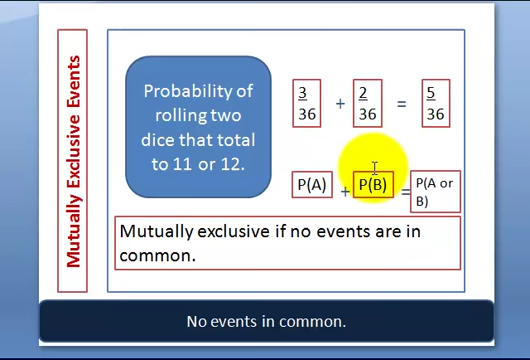 Mutually Exclusive Events
Probability of
rolling two
dice that total
to 11 or 12.
3
36
+
2
36
=
5
36
P(A)
+
P(B)
=
P(A or
B)
Mutually exclusive if no events are in
common.
No events in common.